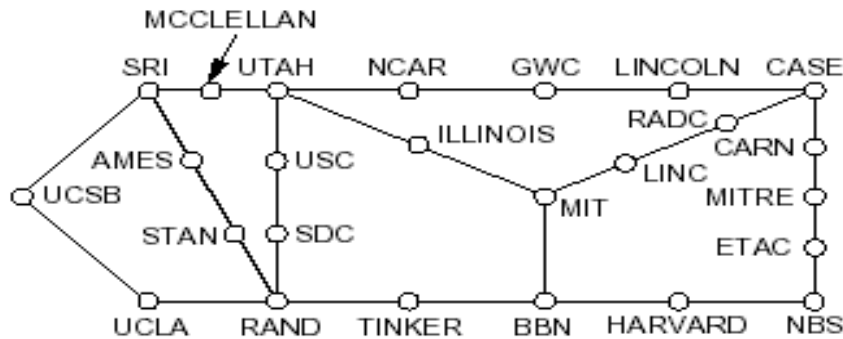 MCCLELLAN
SRI UTAH NCAR GWC LINCOLN CASE
RADC
ILLINOIS
CARN
AMES USC LINC
UCSB MIT MITRE
STAN SDC ETAC
UCLA RAND TINKER BBN HARVARD NBS